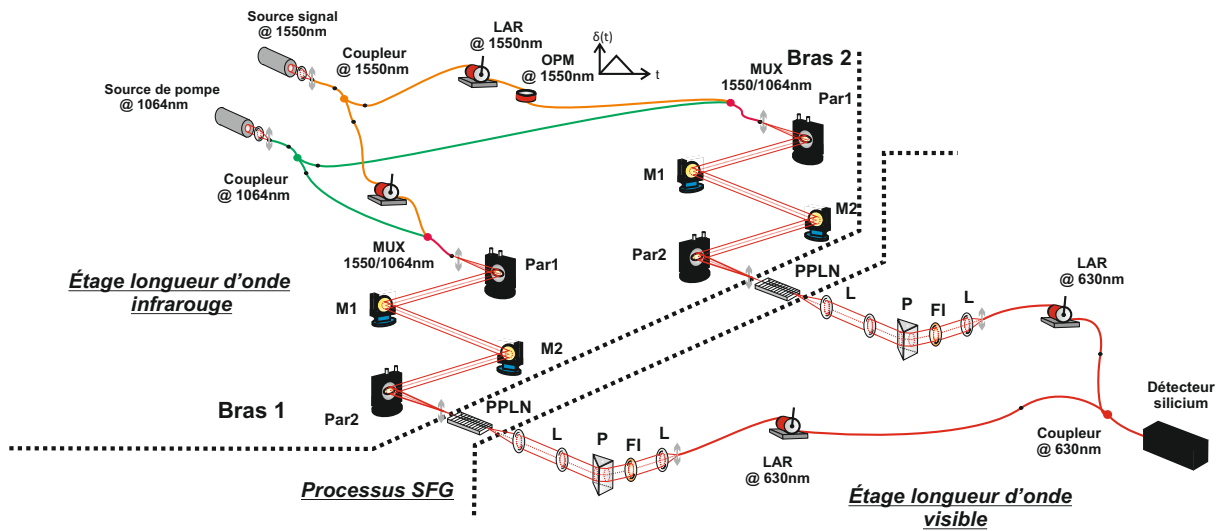 Source signal
@ 1550nm
Coupleur
@ 1550nm
LAR
@ 1550nm
OPM
@ 1550nm
δ(t)
t
MUX
1550/1064nm
Bras 2
Par1
Source de pompe
@ 1064nm
Coupleur
@ 1064nm
M1
M2
Par2
PPLN
L
P
FI
L
LAR
@ 630nm
MUX
1550/1064nm
Par1
Étage longueur d'onde
infrarouge
M1
M2
Bras 1
Par2
PPLN
L
P
FI
L
LAR
@ 630nm
Détecteur
silicium
Coupleur
@ 630nm
Processus SFG
Étage longueur d'onde
visible